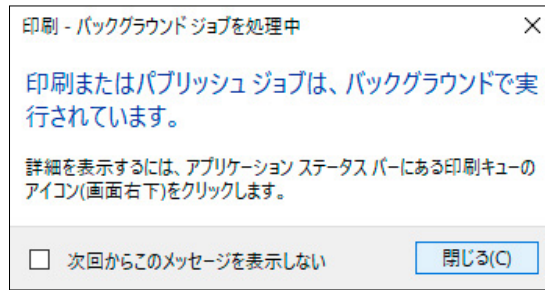 印刷 - バックグラウンド ジョブを処理中
印刷またはパブリッシュ ジョブは、バックグラウンドで実
行されています。
詳細を表示するには、アプリケーション ステータス バーにある印刷キューの
アイコン(画面右下)をクリックします。
次回からこのメッセージを表示しない
閉じる(C)